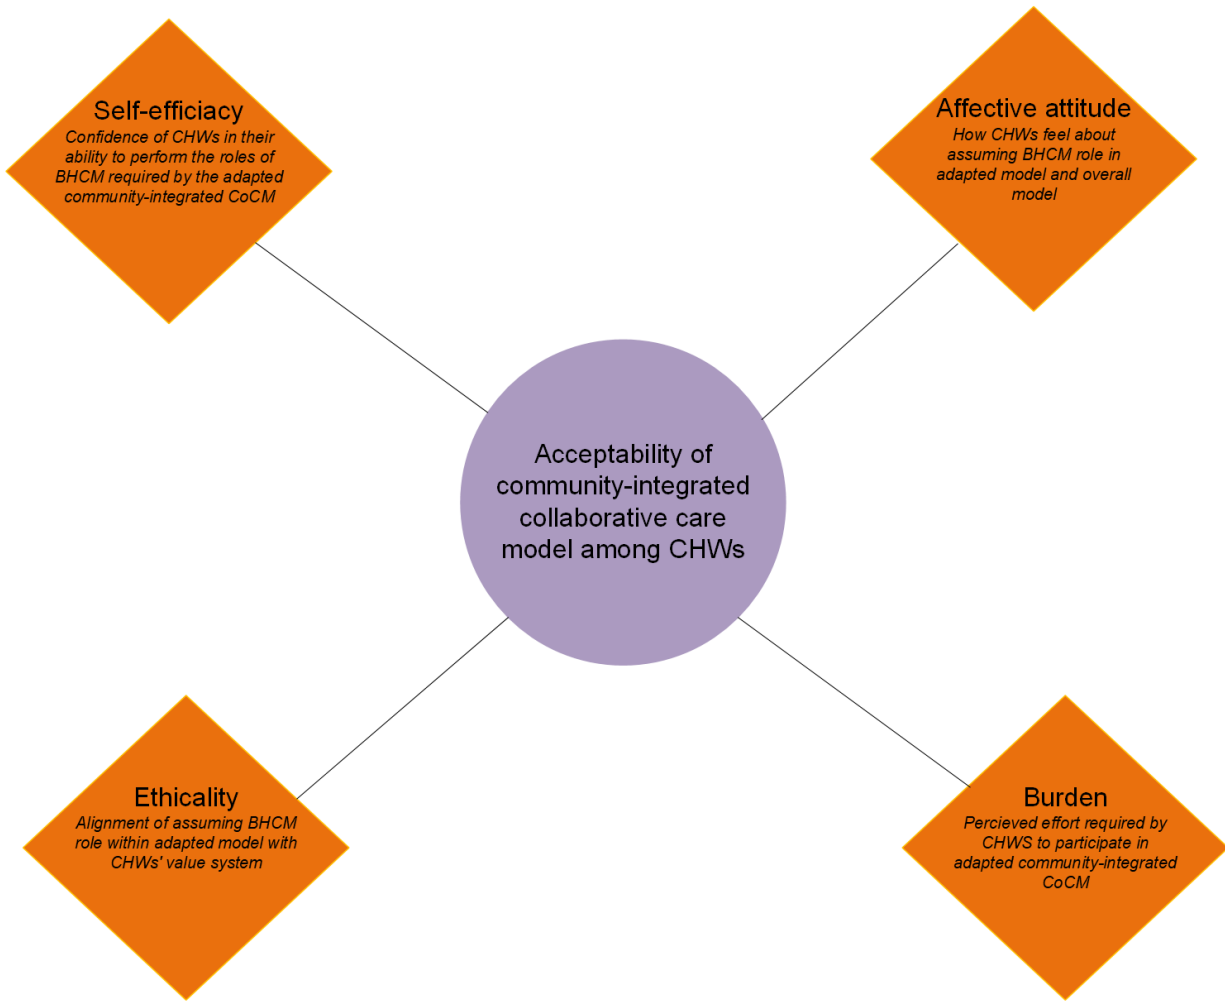 Self-efficiacy
Confidence of CHWs in their
ability to perform the roles of
BHCM required by the adapted
community-integrated CoCM
Affective attitude
How CHWs feel about
assuming BHCM role in
adapted model and overall
model
Acceptability of
community-integrated
collaborative care
model among CHWs
Ethicality
Alignment of assuming BHCM
role within adapted model with
CHWs' value system
Burden
Percieved effort required by
CHWS to participate in
adapted community-integrated
CoCM